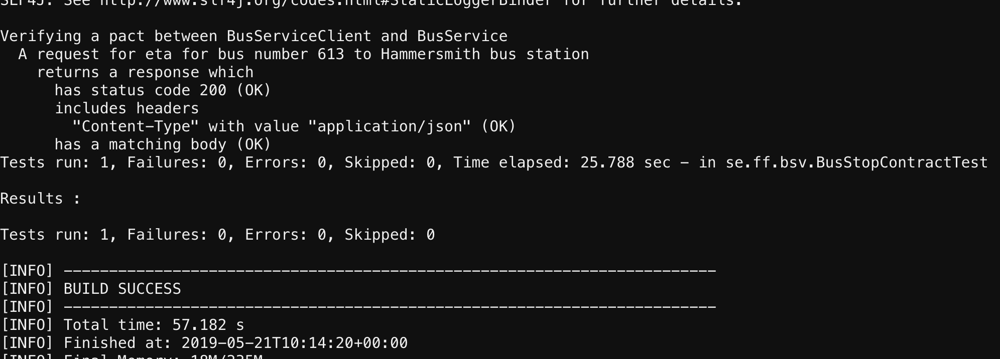 SLF4J: See http://www.slf4j.org/codes.html#StaticLoggerBinder for further details.
Verifying a pact between BusServiceClient and BusService
A request for eta for bus number 613 to Hammersmith bus station
returns a response which
has status code 200 (OK)
includes headers
"Content-Type" with value "application/json" (OK)
has a matching body (OK)
Tests run: 1, Failures: 0, Errors: 0, Skipped: 0, Time elapsed: 25.788 sec - in se.ff.bsv.BusStopContractTest
Results :
Tests run: 1, Failures: 0, Errors: 0, Skipped: 0
[INFO] ------------------------------------------------------------------------
[INFO] BUILD SUCCESS
[INFO] ------------------------------------------------------------------------
[INFO] Total time: 57.182 s
[INFO] Finished at: 2019-05-21T10:14:20+00:00
[INFO] Final Memory: 18M/235M